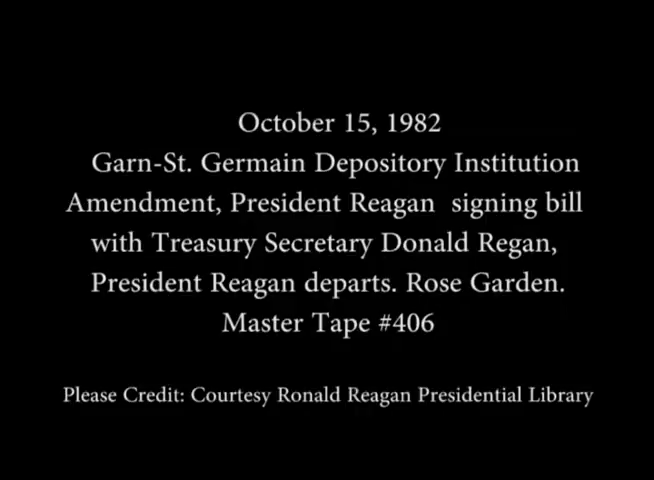 October 15, 1982
Garn-St. Germain Depository Institution
Amendment, President Reagan signing bill
with Treasury Secretary Donald Regan,
President Reagan departs. Rose Garden.
Master Tape #406
Please Credit: Courtesy Ronald Reagan Presidential Library